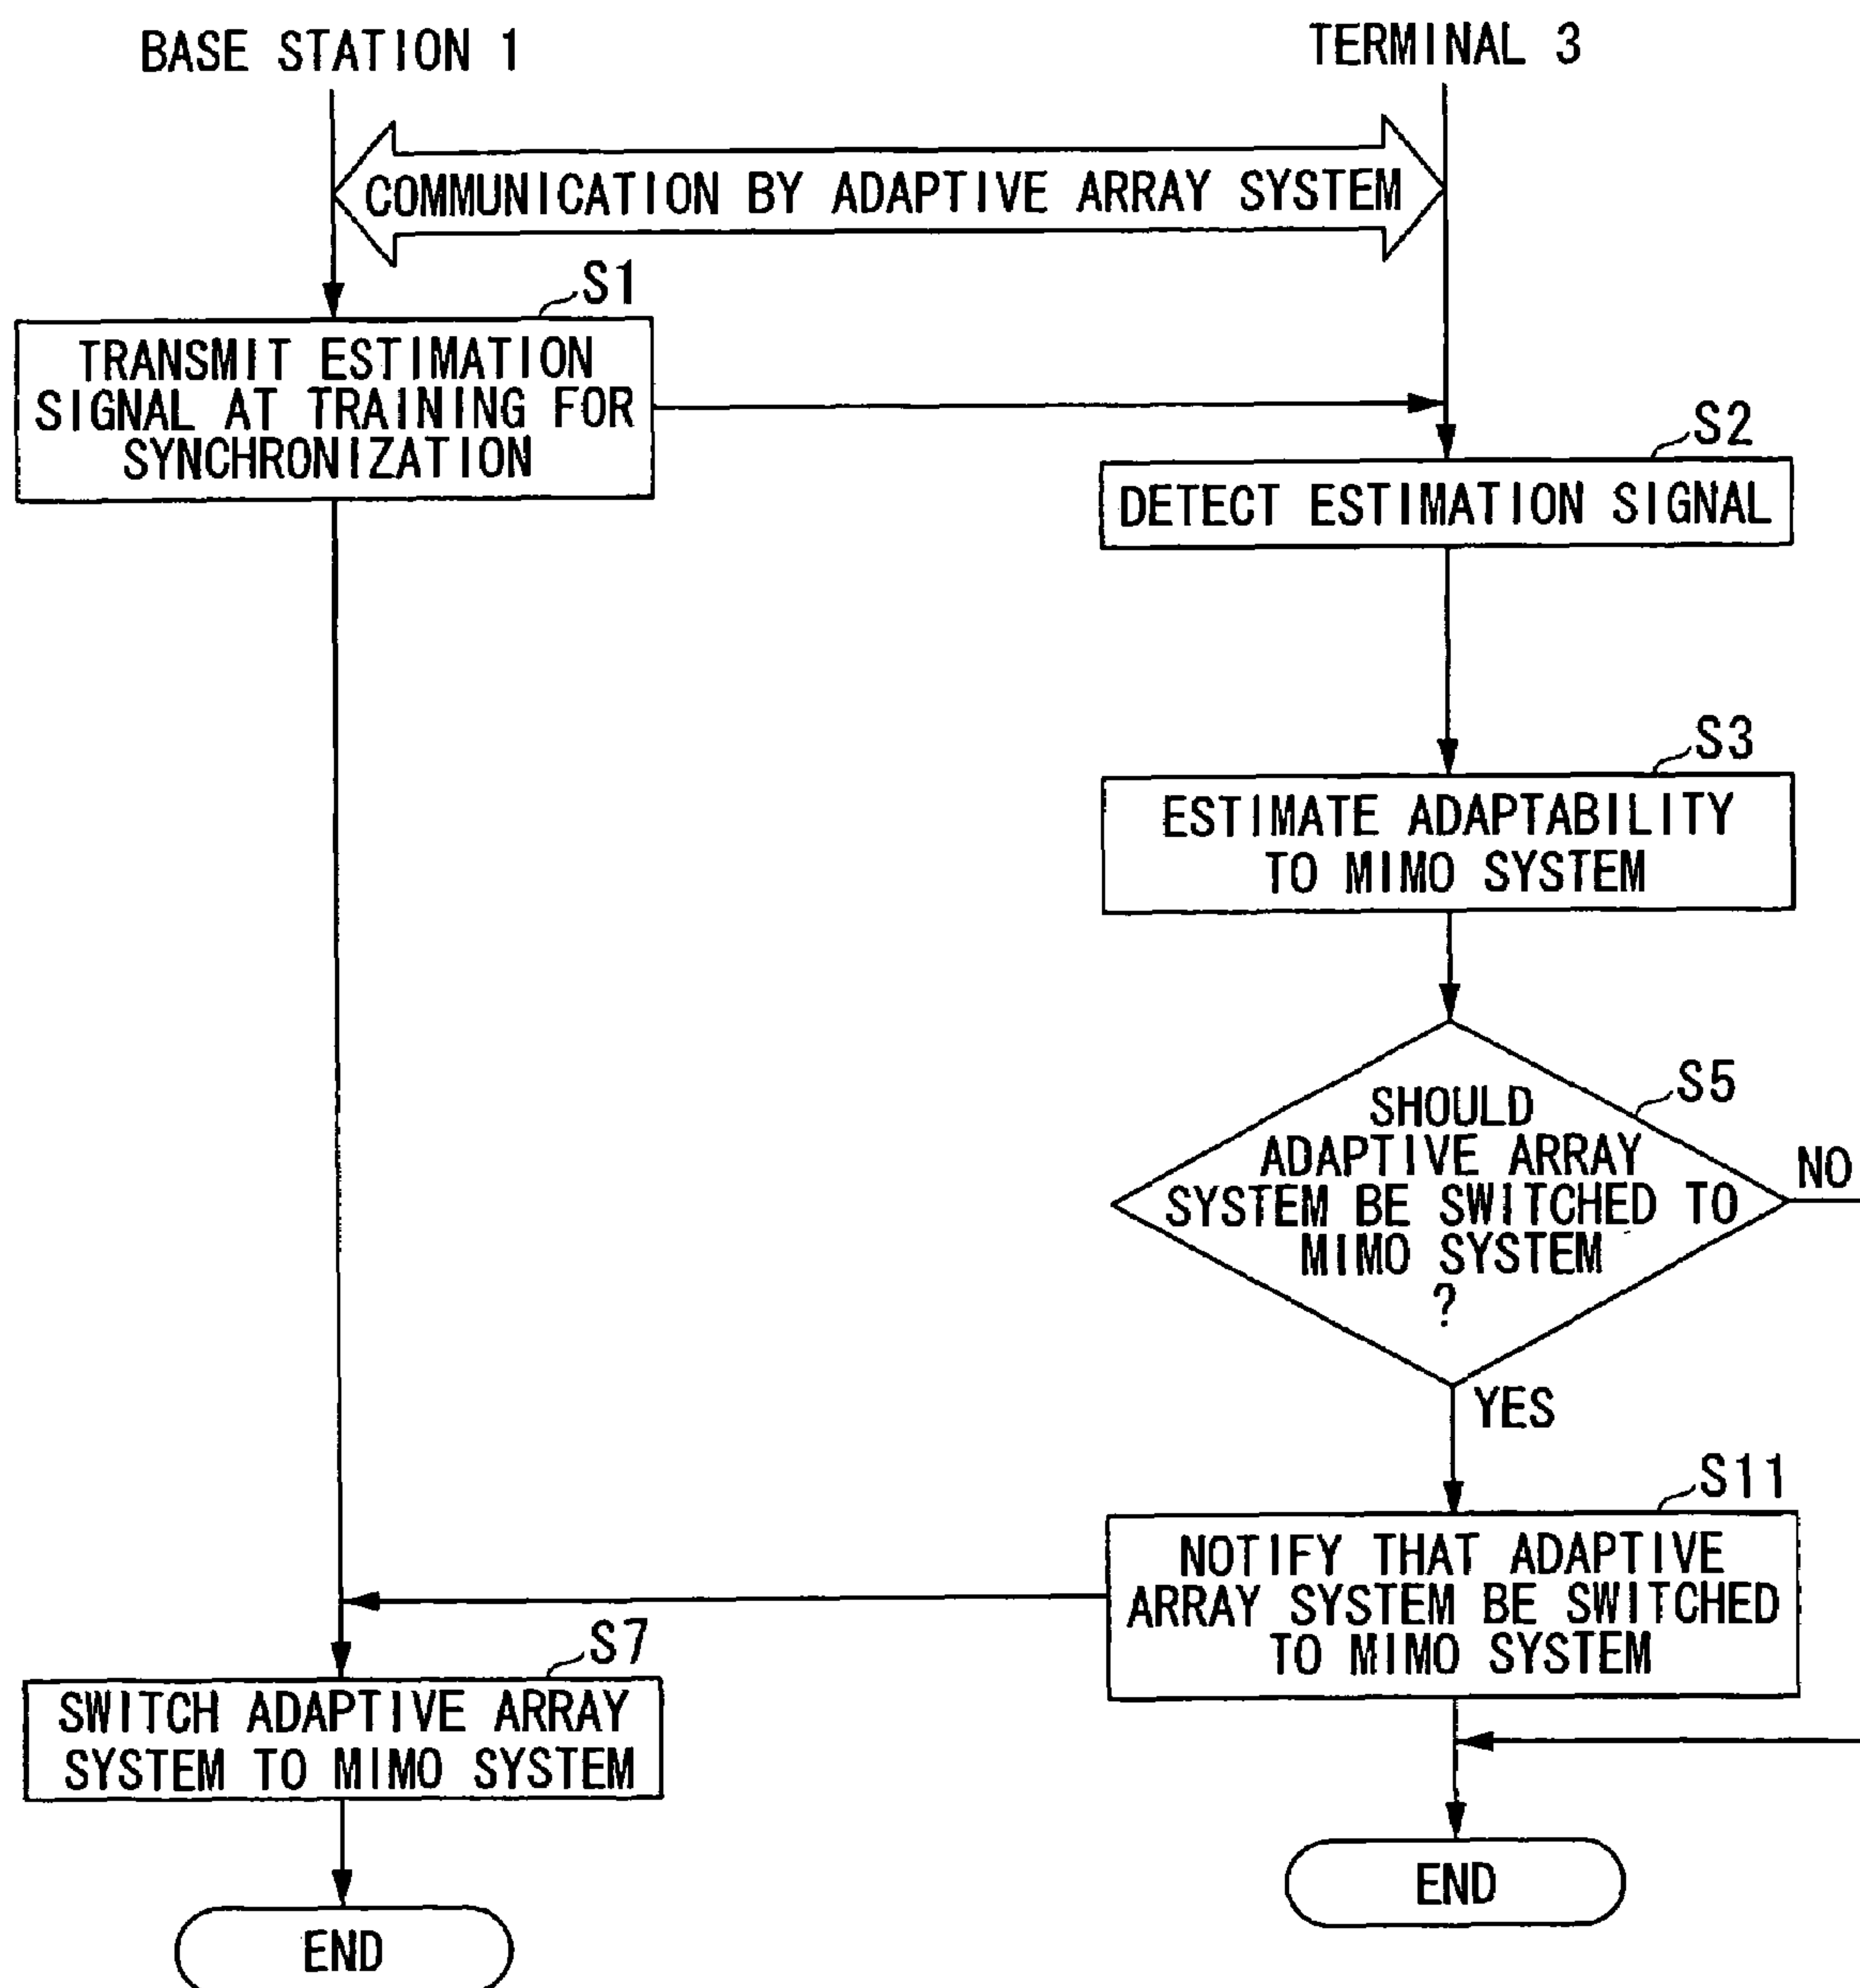 BASE STATION 1
TERMINAL 3
COMMUNICATION BY ADAPTIVE ARRAY SYSTEM
S1
TRANSMIT ESTIMATION
SIGNAL AT TRAINING FOR
SYNCHRONIZATION
S2
DETECT ESTIMATION SIGNAL
S3
ESTIMATE ADAPTABILITY
TO MIMO SYSTEM
S5
SHOULD
ADAPTIVE ARRAY
SYSTEM BE SWITCHED TO
MIMO SYSTEM
?
NO
YES
S11
NOTIFY THAT ADAPTIVE
ARRAY SYSTEM BE SWITCHED
TO MIMO SYSTEM
S7
SWITCH ADAPTIVE ARRAY
SYSTEM TO MIMO SYSTEM
END
END